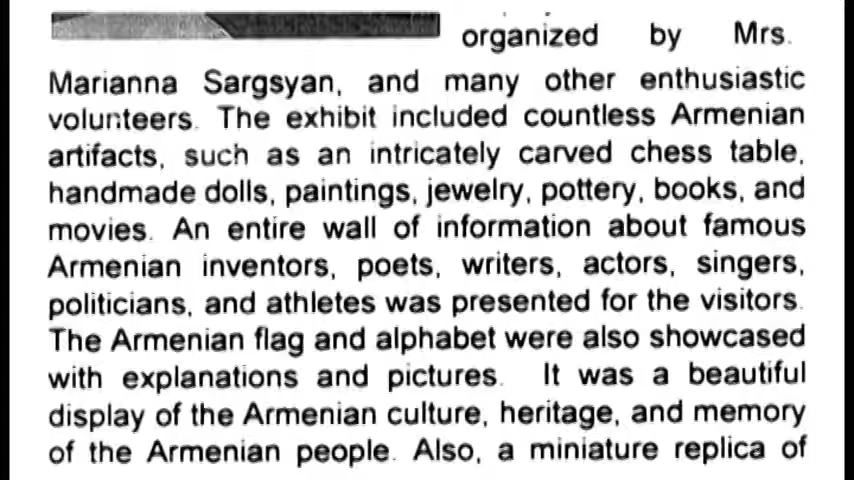 organized by Mrs.
Marianna Sargsyan, and many other enthusiastic
volunteers. The exhibit included countless Armenian
artifacts, such as an intricately carved chess table,
handmade dolls, paintings, jewelry, pottery, books, and
movies. An entire wall of information about famous
Armenian inventors, poets, writers, actors, singers,
politicians, and athletes was presented for the visitors.
The Armenian flag and alphabet were also showcased
with explanations and pictures. It was a beautiful
display of the Armenian culture, heritage, and memory
of the Armenian people. Also, a miniature replica of